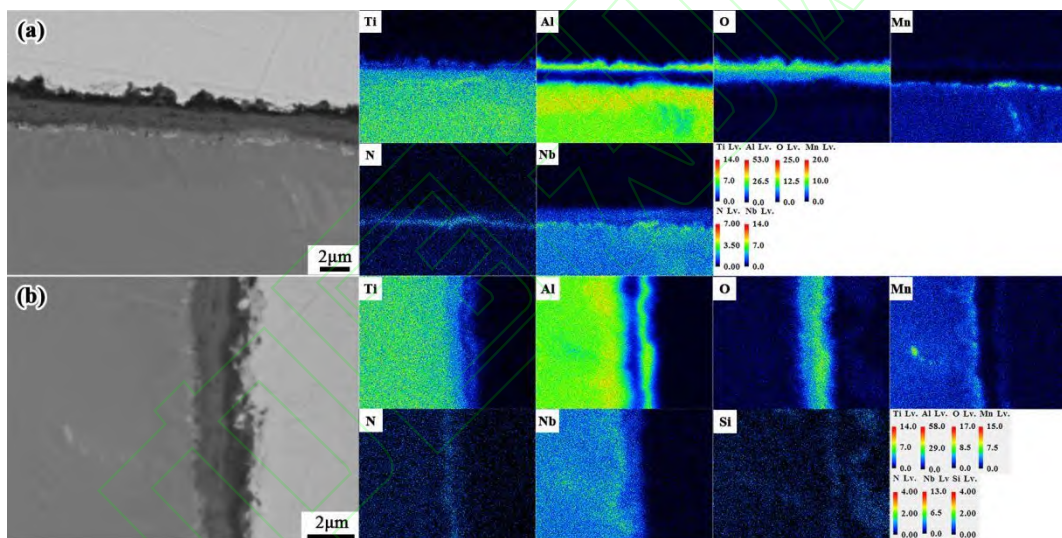 (a)
Ti
Al
O
Mn
N
Nb
Ti Lv. Al Lv. O Lv. Mn Lv.
14.0 53.0 25.0 20.0
7.0 26.5 12.5 10.0
0.0 0.0 0.0 0.0
N Lv. Nb Lv.
7.00 14.0
3.50 7.0
0.00 0.0
2μm
(b)
Ti
Al
O
Mn
N
Nb
Si
Ti Lv. Al Lv. O Lv. Mn Lv.
14.0 58.0 17.0 15.0
7.0 29.0 8.5 7.5
0.0 0.0 0.0 0.0
N Lv. Nb Lv Si Lv.
4.00 13.0 4.00
2.00 6.5 2.00
0.00 0.0 0.00
2μm